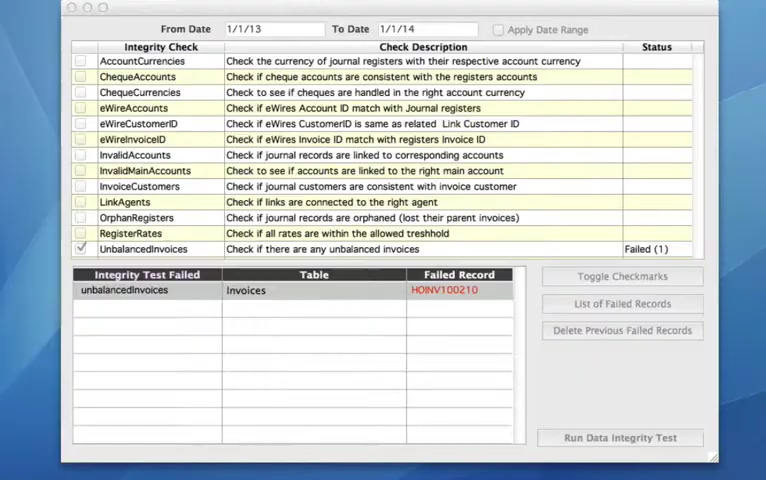 From Date 1/1/13 To Date 1/1/14 Apply Date Range
Integrity Check Check Description Status
AccountCurrencies Check the currency of journal registers with their respective account currency
ChequeAccounts Check if cheque accounts are consistent with the registers accounts
ChequeCurrencies Check to see if cheques are handled in the right account currency
eWireAccounts Check if eWires Account ID match with Journal registers
eWireCustomerID Check if eWires CustomerID is same as related Link Customer ID
eWireInvoiceID Check if eWires Invoice ID match with registers Invoice ID
InvalidAccounts Check if journal records are linked to corresponding accounts
InvalidMainAccounts Check to see if accounts are linked to the right main account
InvoiceCustomers Check if journal customers are consistent with invoice customer
LinkAgents Check if links are connected to the right agent
OrphanRegisters Check if journal records are orphaned (lost their parent invoices)
RegisterRates Check if all rates are within the allowed treshhold
UnbalancedInvoices Check if there are any unbalanced invoices Failed (1)
Integrity Test Failed Table Failed Record
unbalancedInvoices Invoices HOINV100210
Toggle Checkmarks
List of Failed Records
Delete Previous Failed Records
Run Data Integrity Test